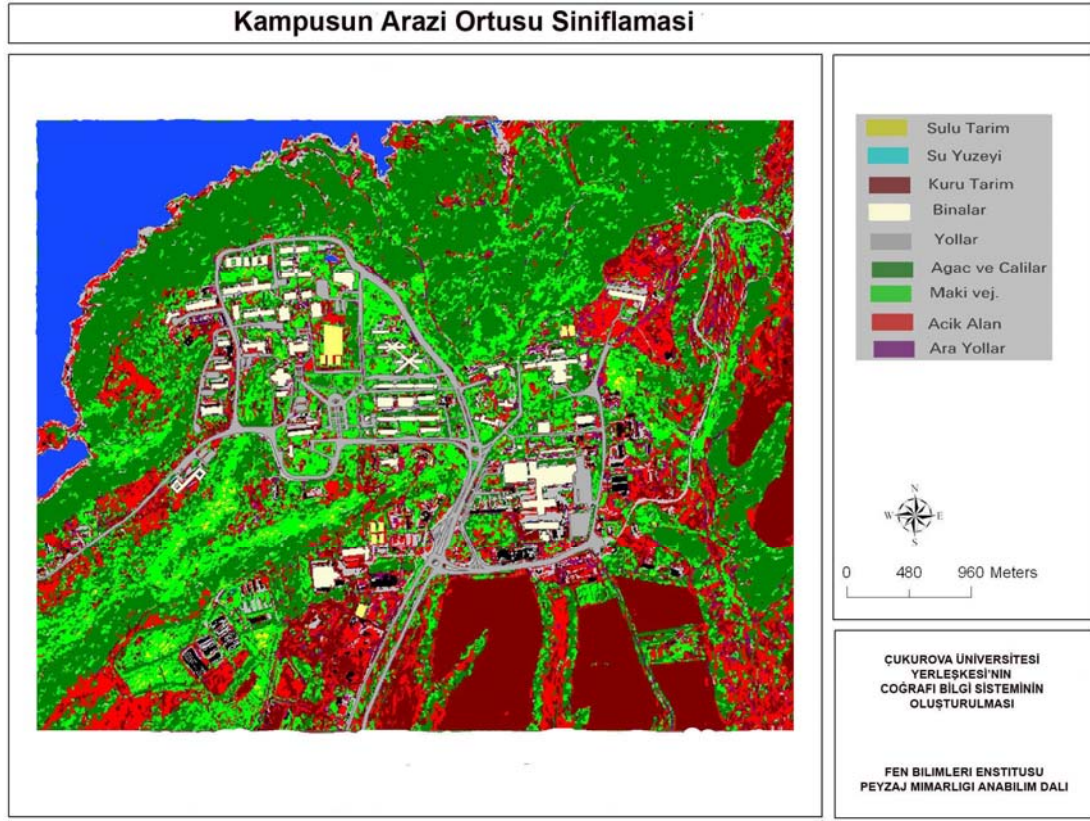 Kampusun Arazi Ortusu Siniflamasi
Sulu Tarim
Su Yuzeyi
Kuru Tarim
Binalar
Yollar
Agac ve Calilar
Maki vej.
Acik Alan
Ara Yollar
N
W E
S
0 480 960 Meters
ÇUKUROVA ÜNİVERSİTESİ
YERLEŞKESİ'NIN
COĞRAFI BİLGİ SİSTEMİNİN
OLUŞTURULMASI
FEN BILIMLERI ENSTITUSU
PEYZAJ MIMARLIGI ANABILIM DALI